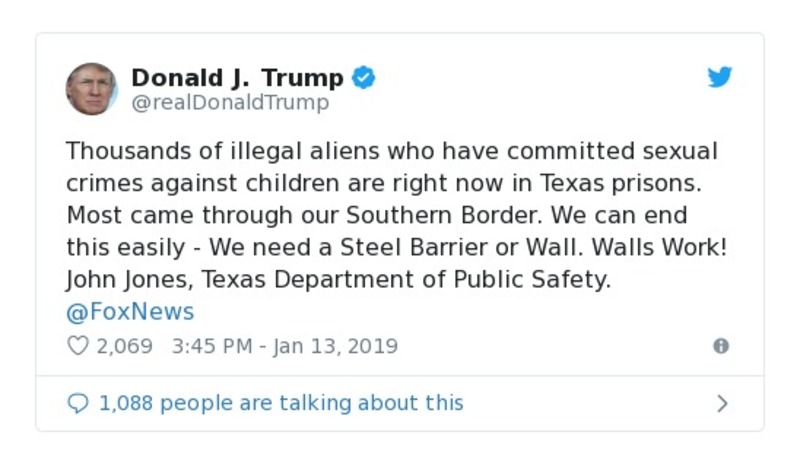 Donald J. Trump
@realDonaldTrump
Thousands of illegal aliens who have committed sexual
crimes against children are right now in Texas prisons.
Most came through our Southern Border. We can end
this easily - We need a Steel Barrier or Wall. Walls Work!
John Jones, Texas Department of Public Safety.
@FoxNews
2,069 3:45 PM - Jan 13, 2019
1,088 people are talking about this